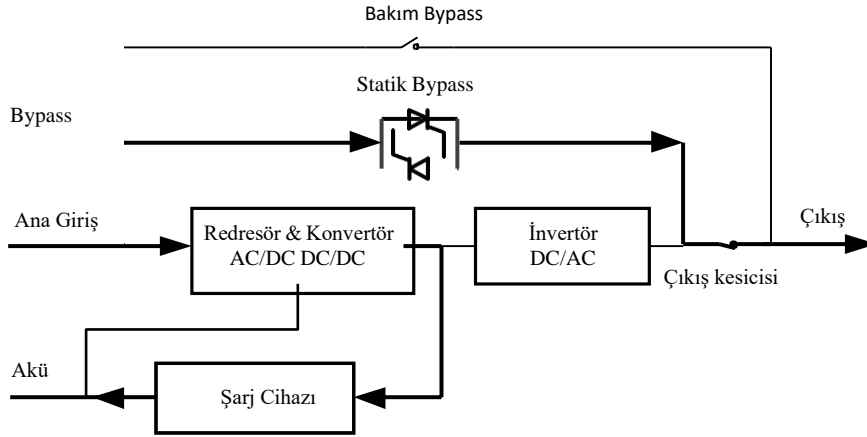 Bakım Bypass
Statik Bypass
Bypass
Ana Giriş
Redresör & Konvertör
AC/DC DC/DC
İnvertör
DC/AC
Çıkış
Çıkış kesicisi
Akü
Şarj Cihazı